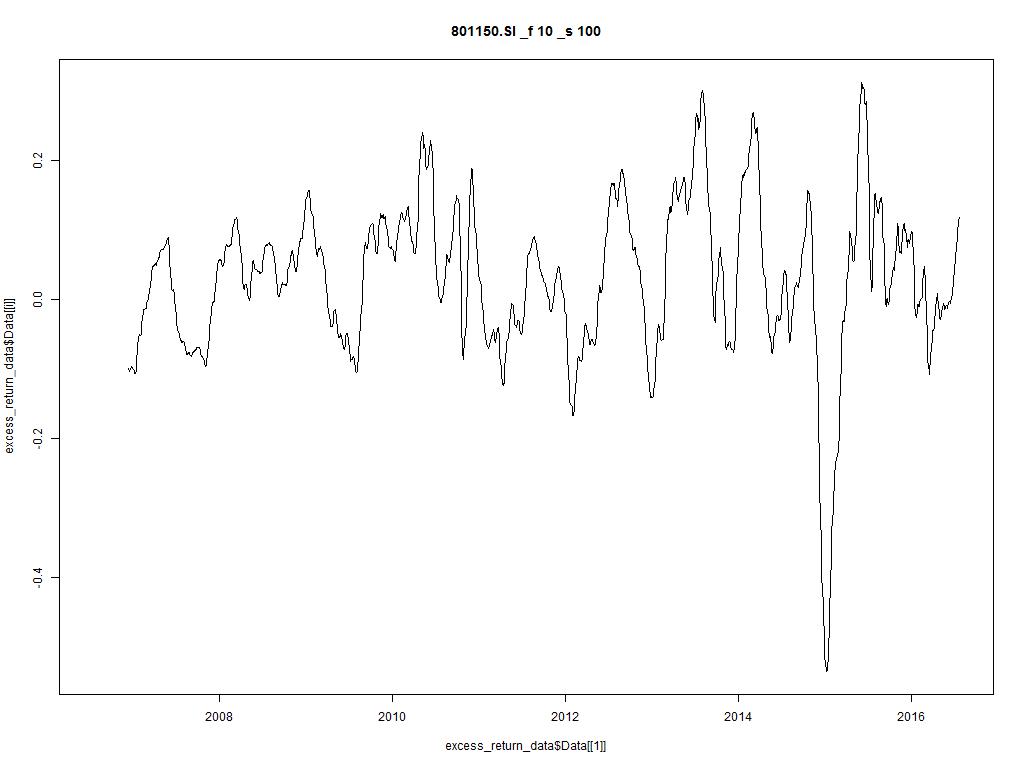 801150.SI _f 10 _s 100
excess_return_data$Data[[i]]
0.2
0.0
-0.2
-0.4
2008 2010 2012 2014 2016
excess_return_data$Data[[1]]